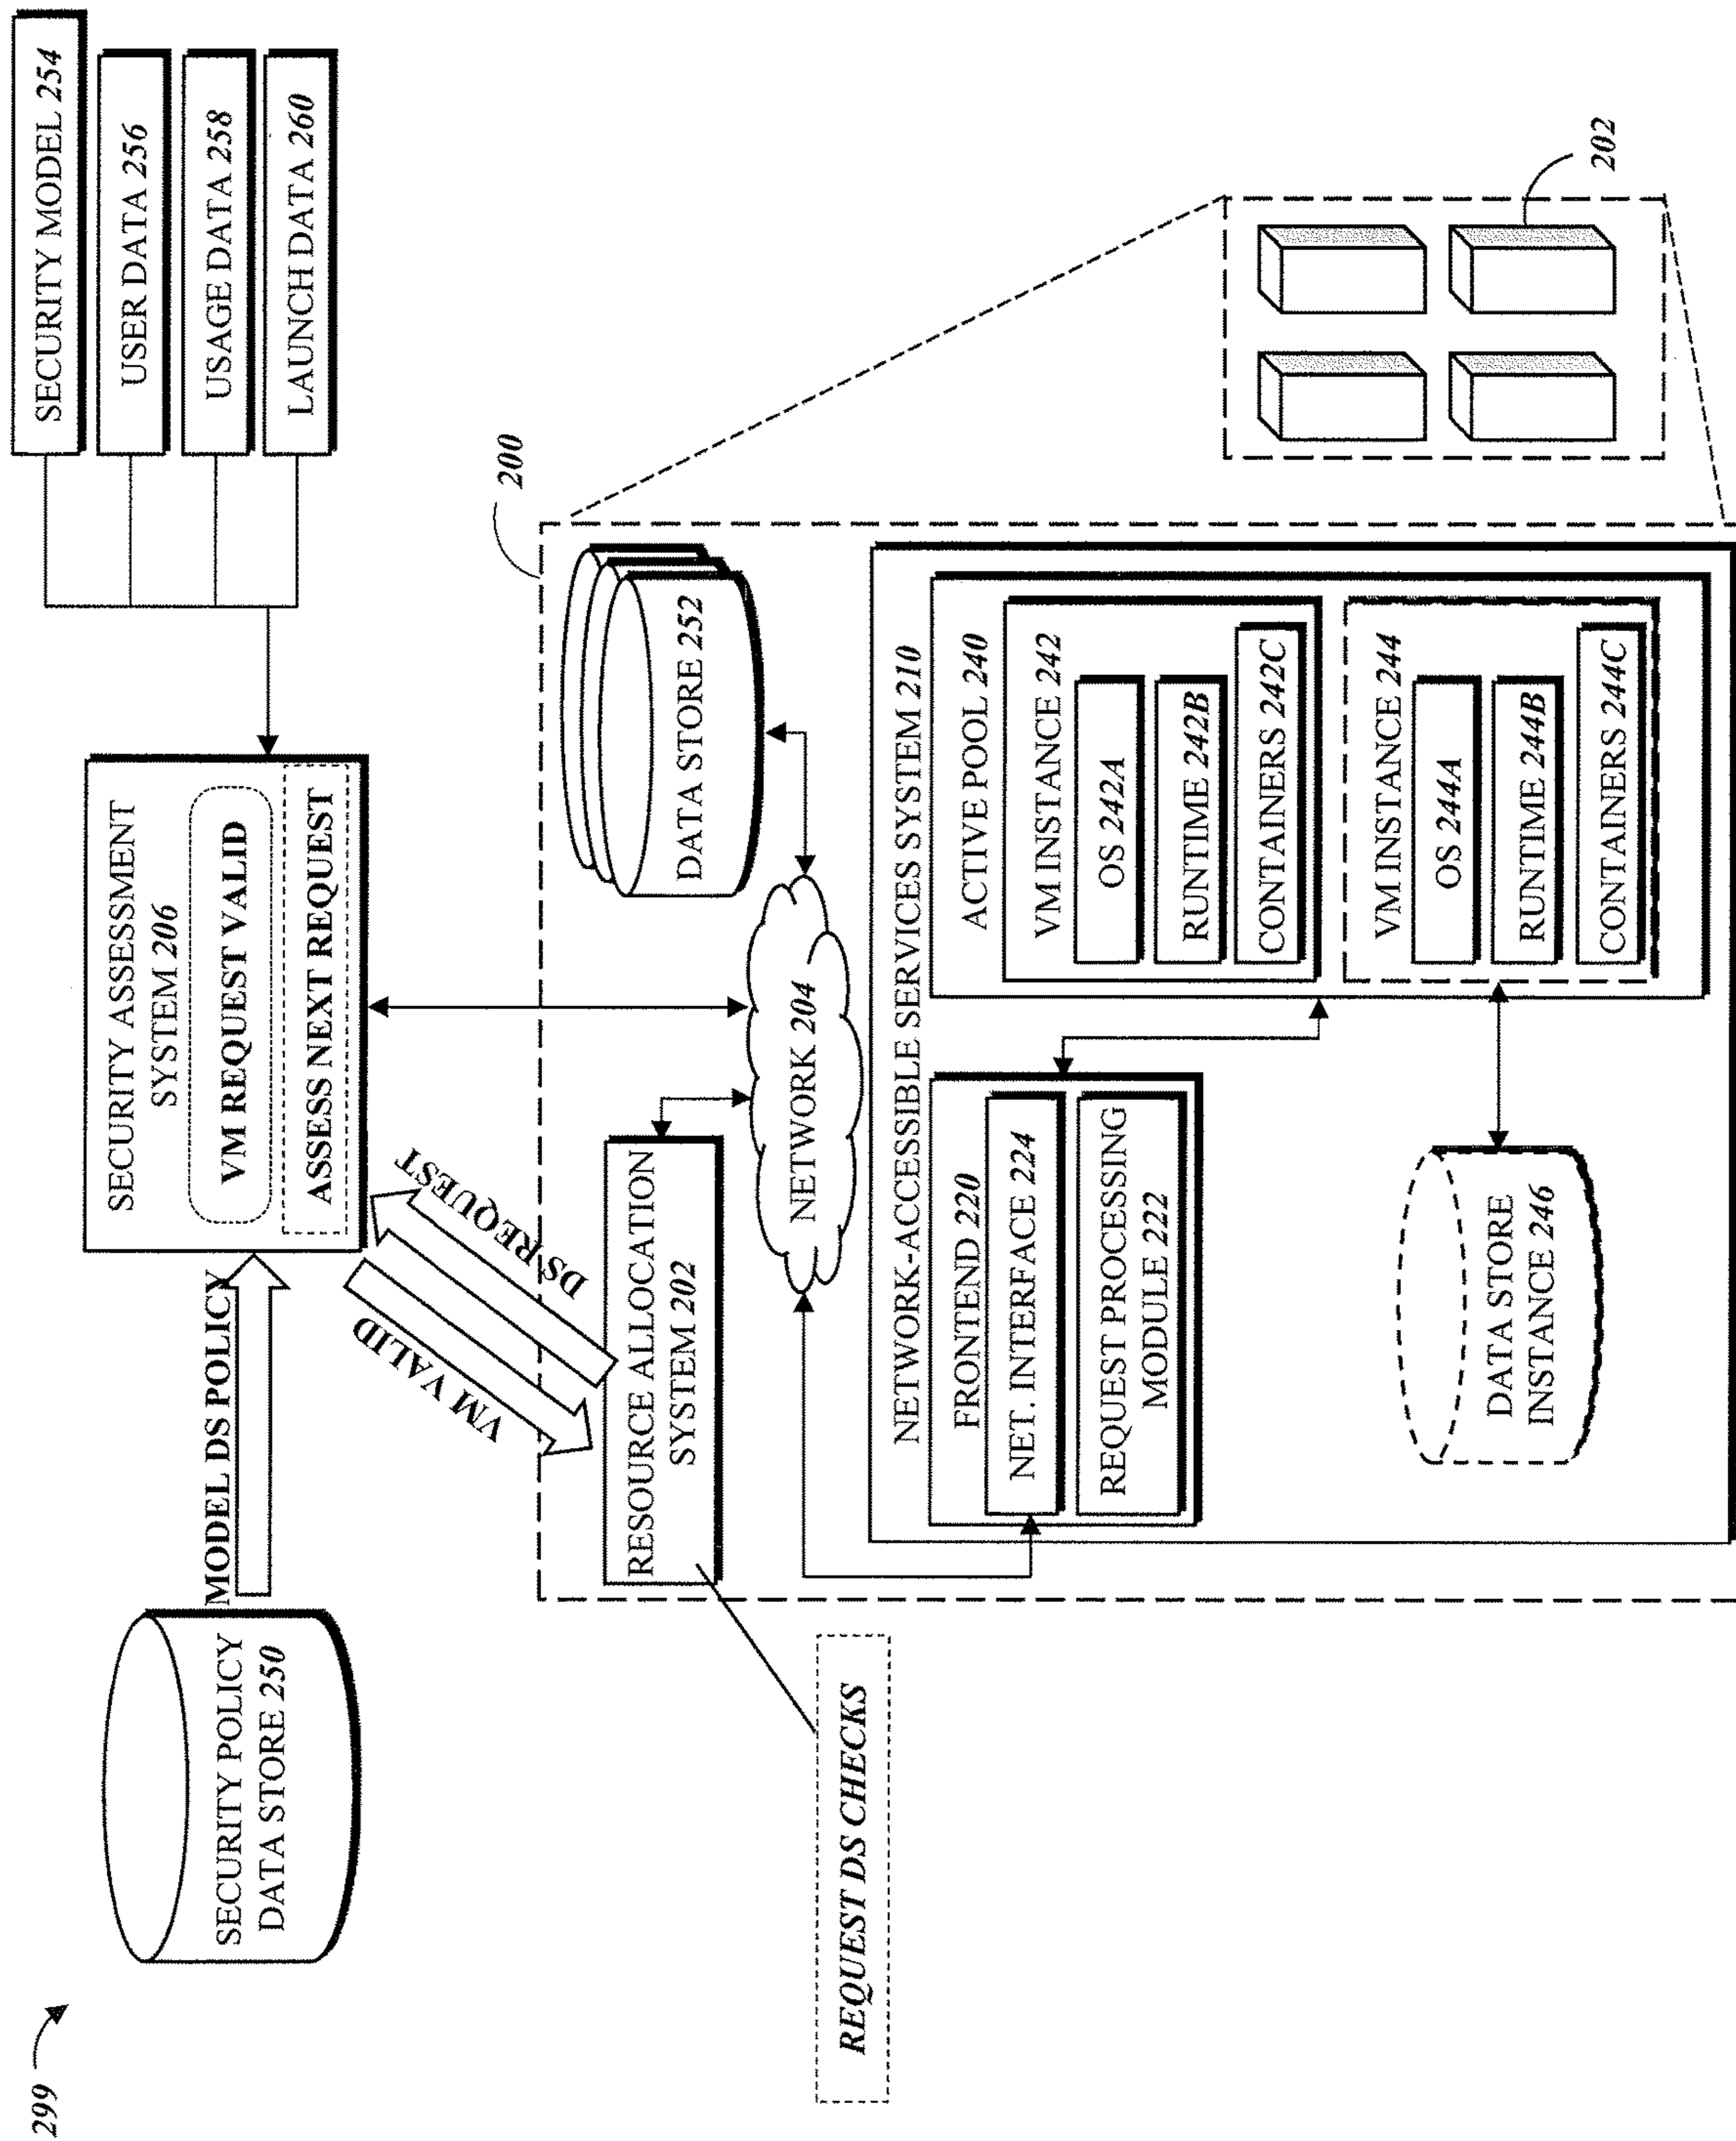 299
SECURITY POLICY
DATA STORE 250
MODEL DS POLICY
SECURITY ASSESSMENT
SYSTEM 206
VM REQUEST VALID
ASSESS NEXT REQUEST
SECURITY MODEL 254
USER DATA 256
USAGE DATA 258
LAUNCH DATA 260
VM VALID
DS REQUEST
200
REQUEST DS CHECKS
RESOURCE ALLOCATION
SYSTEM 202
NETWORK 204
DATA STORE 252
NETWORK-ACCESSIBLE SERVICES SYSTEM 210
FRONTEND 220
NET. INTERFACE 224
REQUEST PROCESSING
MODULE 222
ACTIVE POOL 240
VM INSTANCE 242
OS 242A
RUNTIME 242B
CONTAINERS 242C
VM INSTANCE 244
OS 244A
RUNTIME 244B
CONTAINERS 244C
DATA STORE
INSTANCE 246
202